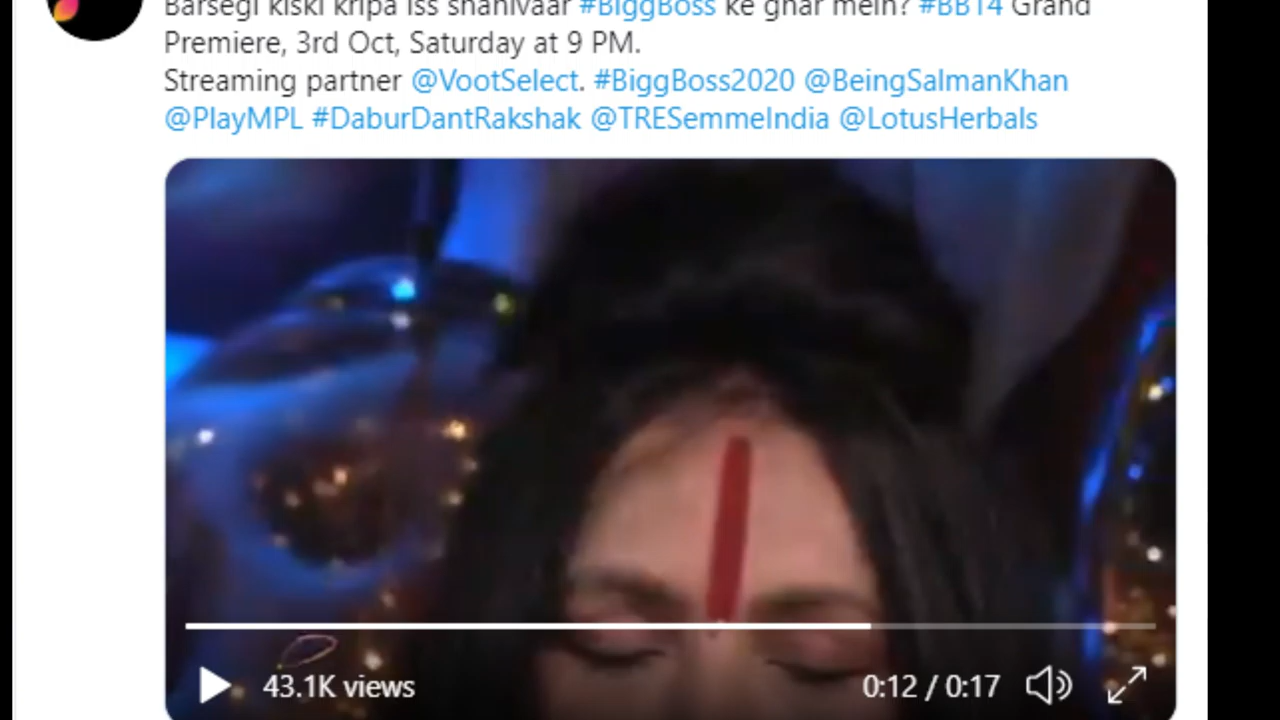 Barsegi kiski kripa iss shanivaar #BiggBoss ke ghar mein? #BB14 Grand
Premiere, 3rd Oct, Saturday at 9 PM.
Streaming partner @VootSelect. #BiggBoss2020 @BeingSalmanKhan
@PlayMPL #DaburDantRakshak @TRESemmeIndia @LotusHerbals
43.1K views
0:12 / 0:17